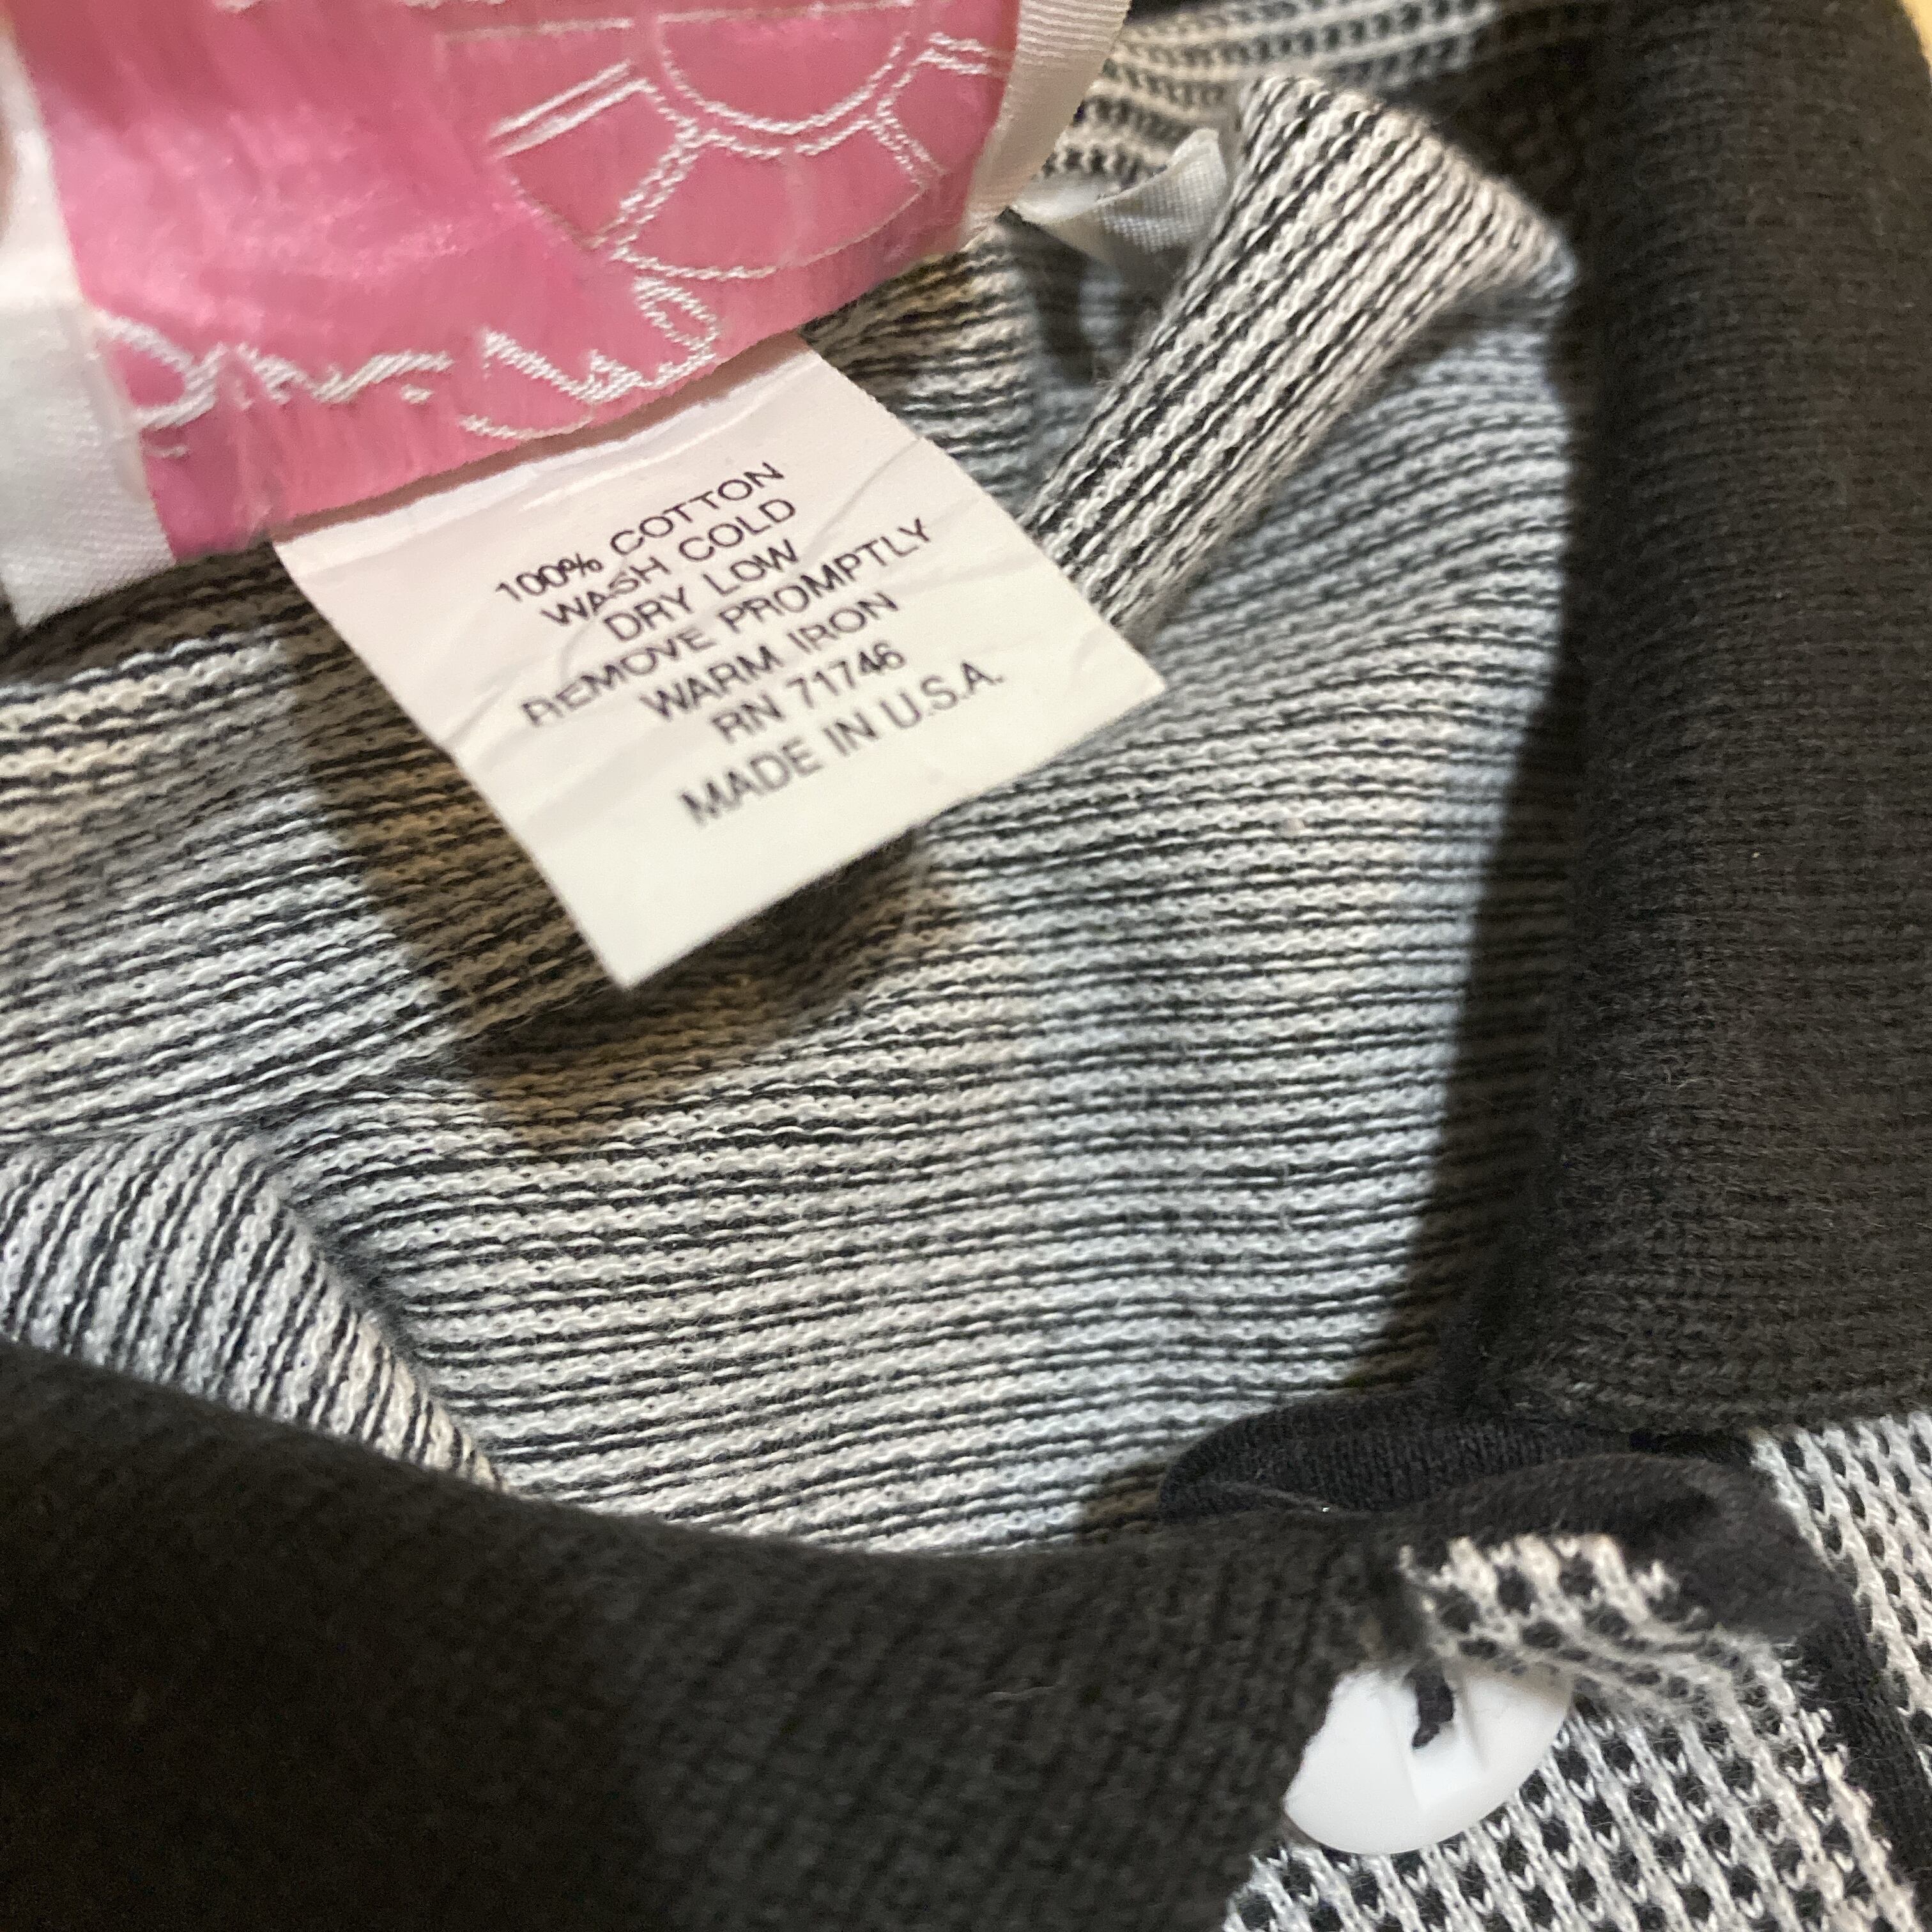 100% COTTON
WASH COLD
DRY LOW
REMOVE PROMPTLY
WARM IRON
RN 71746
MADE IN U.S.A.